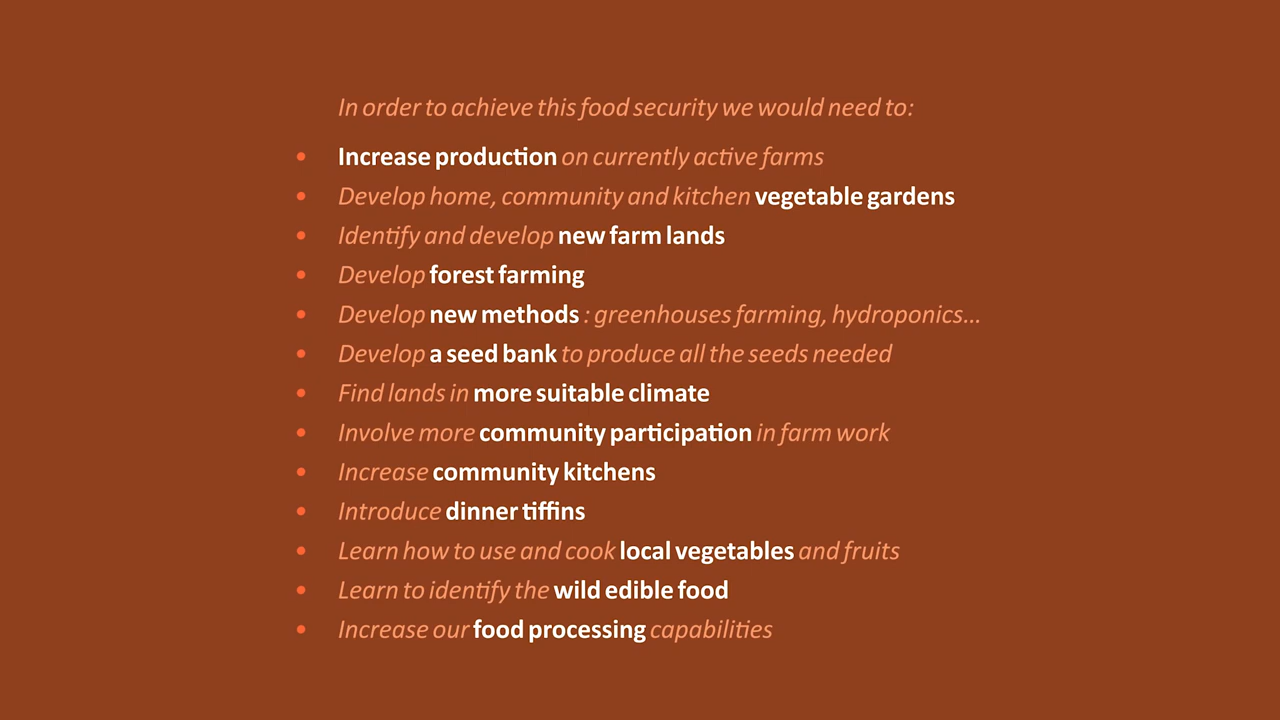 In order to achieve this food security we would need to:
• Increase production on currently active farms
• Develop home, community and kitchen vegetable gardens
• Identify and develop new farm lands
• Develop forest farming
• Develop new methods : greenhouses farming, hydroponics...
• Develop a seed bank to produce all the seeds needed
• Find lands in more suitable climate
• Involve more community participation in farm work
• Increase community kitchens
• Introduce dinner tiffins
• Learn how to use and cook local vegetables and fruits
• Learn to identify the wild edible food
• Increase our food processing capabilities